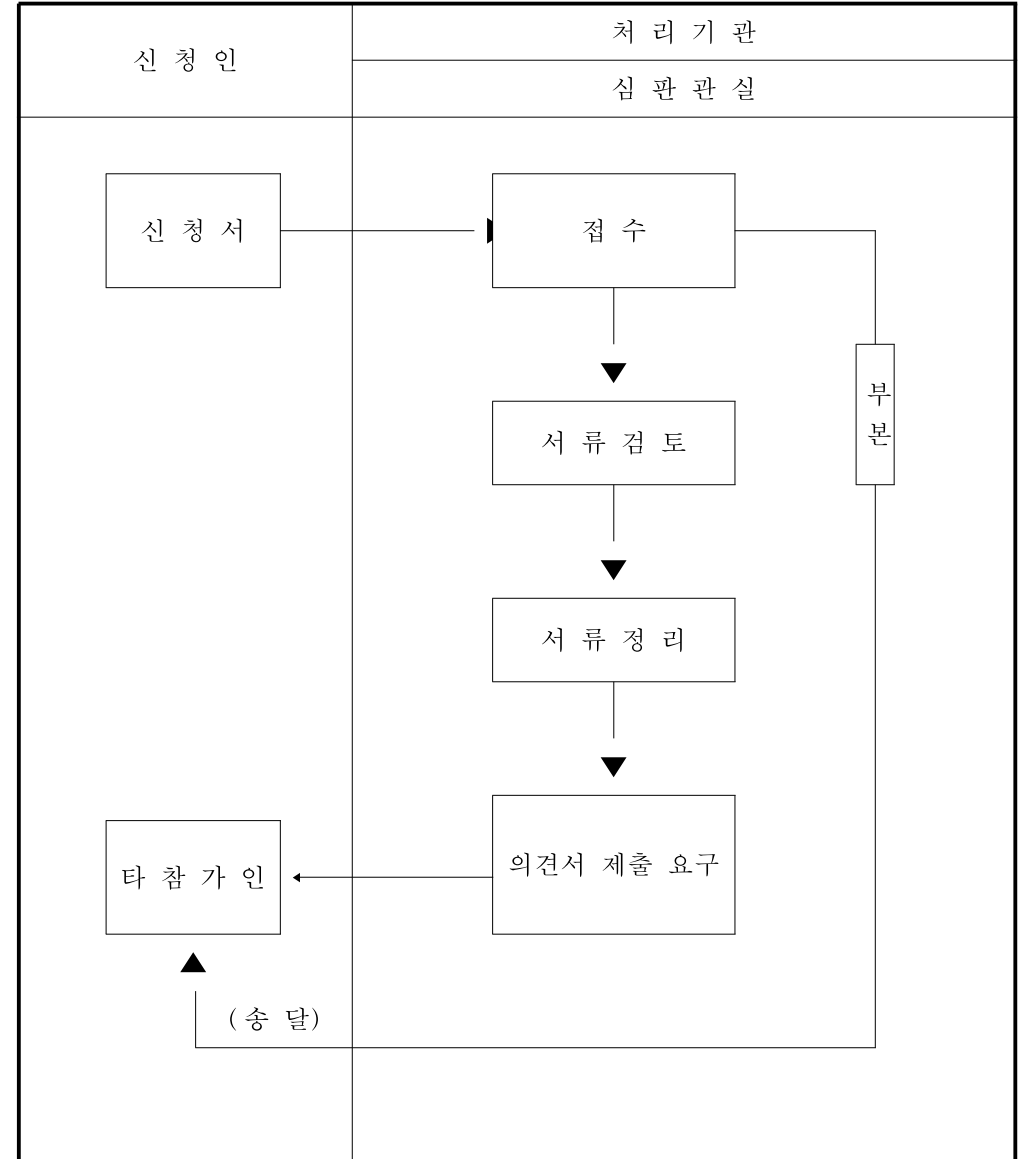 신 청 인
처 리 기 관
심 판 관 실
신 청 서
접 수
부
본
서 류 검 토
서 류 정 리
의견서 제출 요구
타 참 가 인
(송 달)